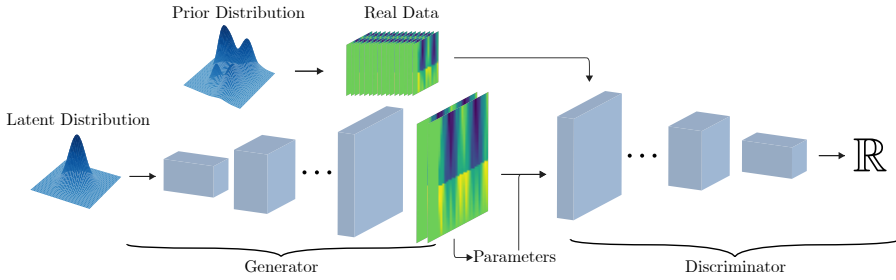 Prior Distribution
Real Data
Latent Distribution
ℝ
Parameters
Generator
Discriminator